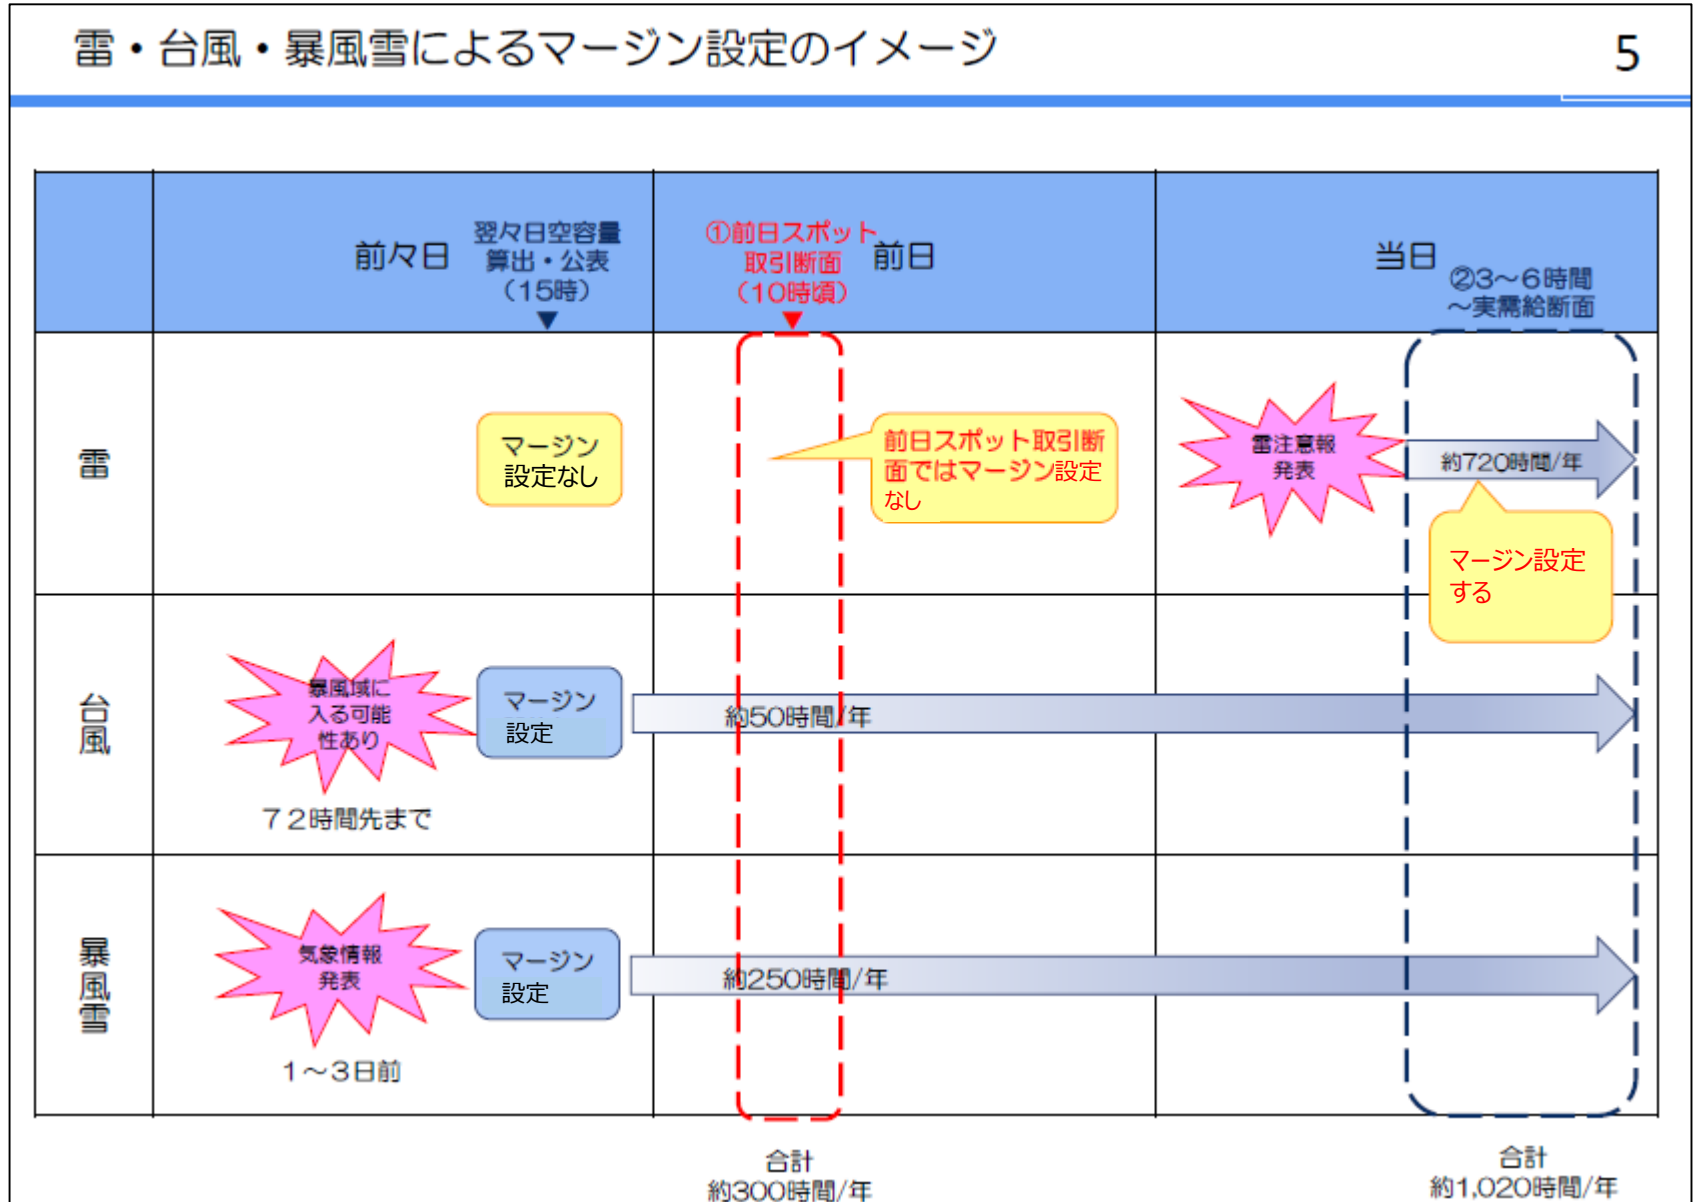 雷・台風・暴風雪によるマージン設定のイメージ
5
前々日
翌々日空容量
算出・公表
（15時）
▼
①前日スポット
取引断面
（10時頃）
▼
前日
当日
②3～6時間
～実需給断面
雷
マージン
設定なし
前日スポット取引断
面ではマージン設定
なし
雷注意報
発表
約720時間/年
マージン設定
する
台風
暴風域に
入る可能
性あり
72時間先まで
マージン
設定
約50時間/年
暴風雪
気象情報
発表
1～3日前
マージン
設定
約250時間/年
合計
約300時間/年
合計
約1,020時間/年